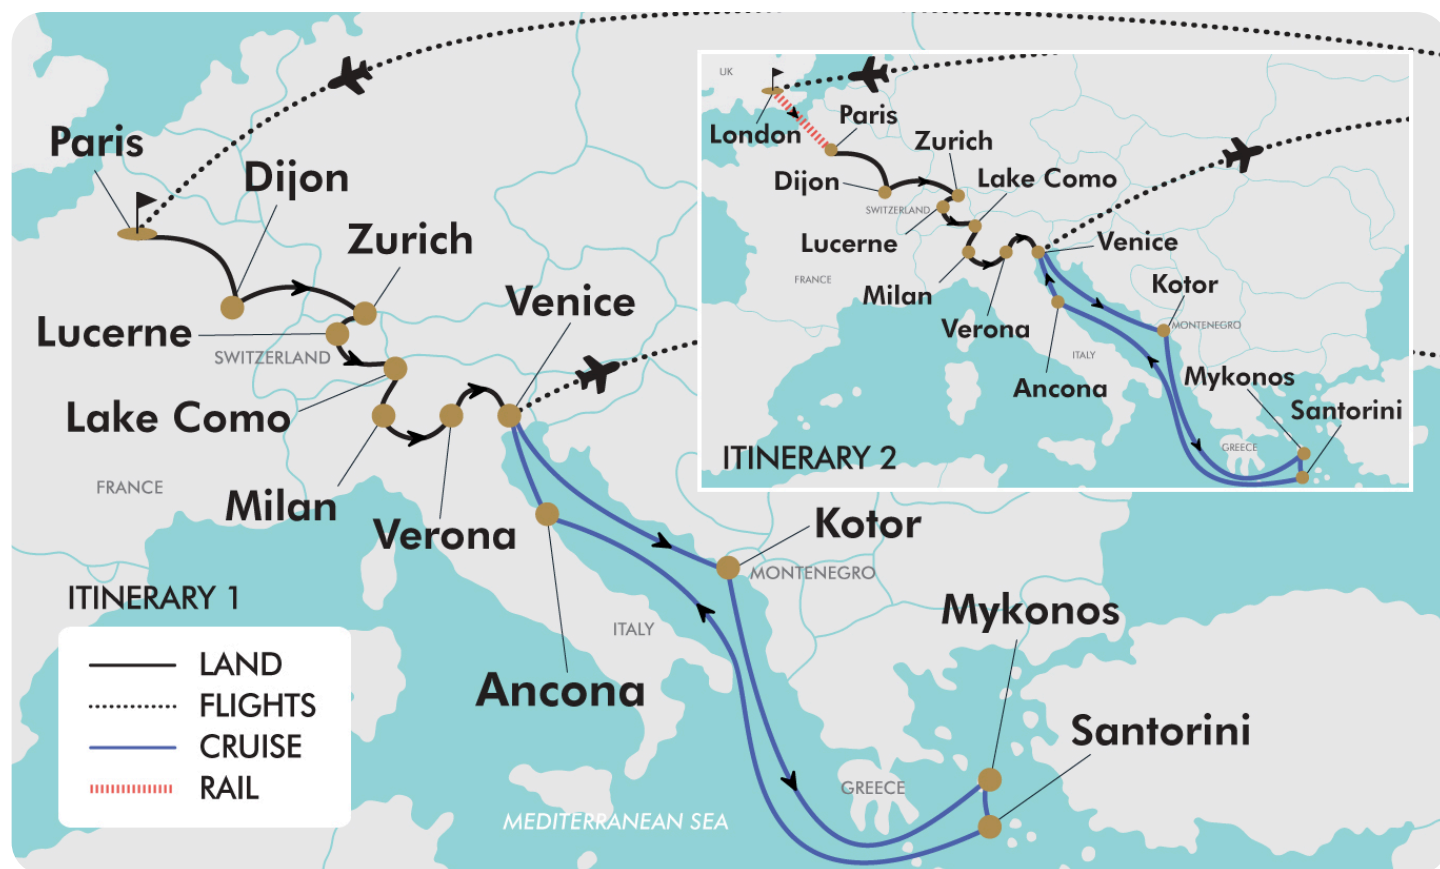 Paris
Dijon
Zurich
Lucerne
SWITZERLAND
Venice
Lake Como
FRANCE
Milan
Verona
Kotor
MONTENEGRO
ITINERARY 1
Mykonos
ITALY
Ancona
Santorini
GREECE
MEDITERRANEAN SEA
LAND
FLIGHTS
CRUISE
RAIL
UK
London
Paris
Zurich
Dijon
Lake Como
SWITZERLAND
Lucerne
Venice
FRANCE
Milan
Kotor
Verona
MONTENEGRO
ITALY
Ancona
Mykonos
Santorini
GREECE
ITINERARY 2